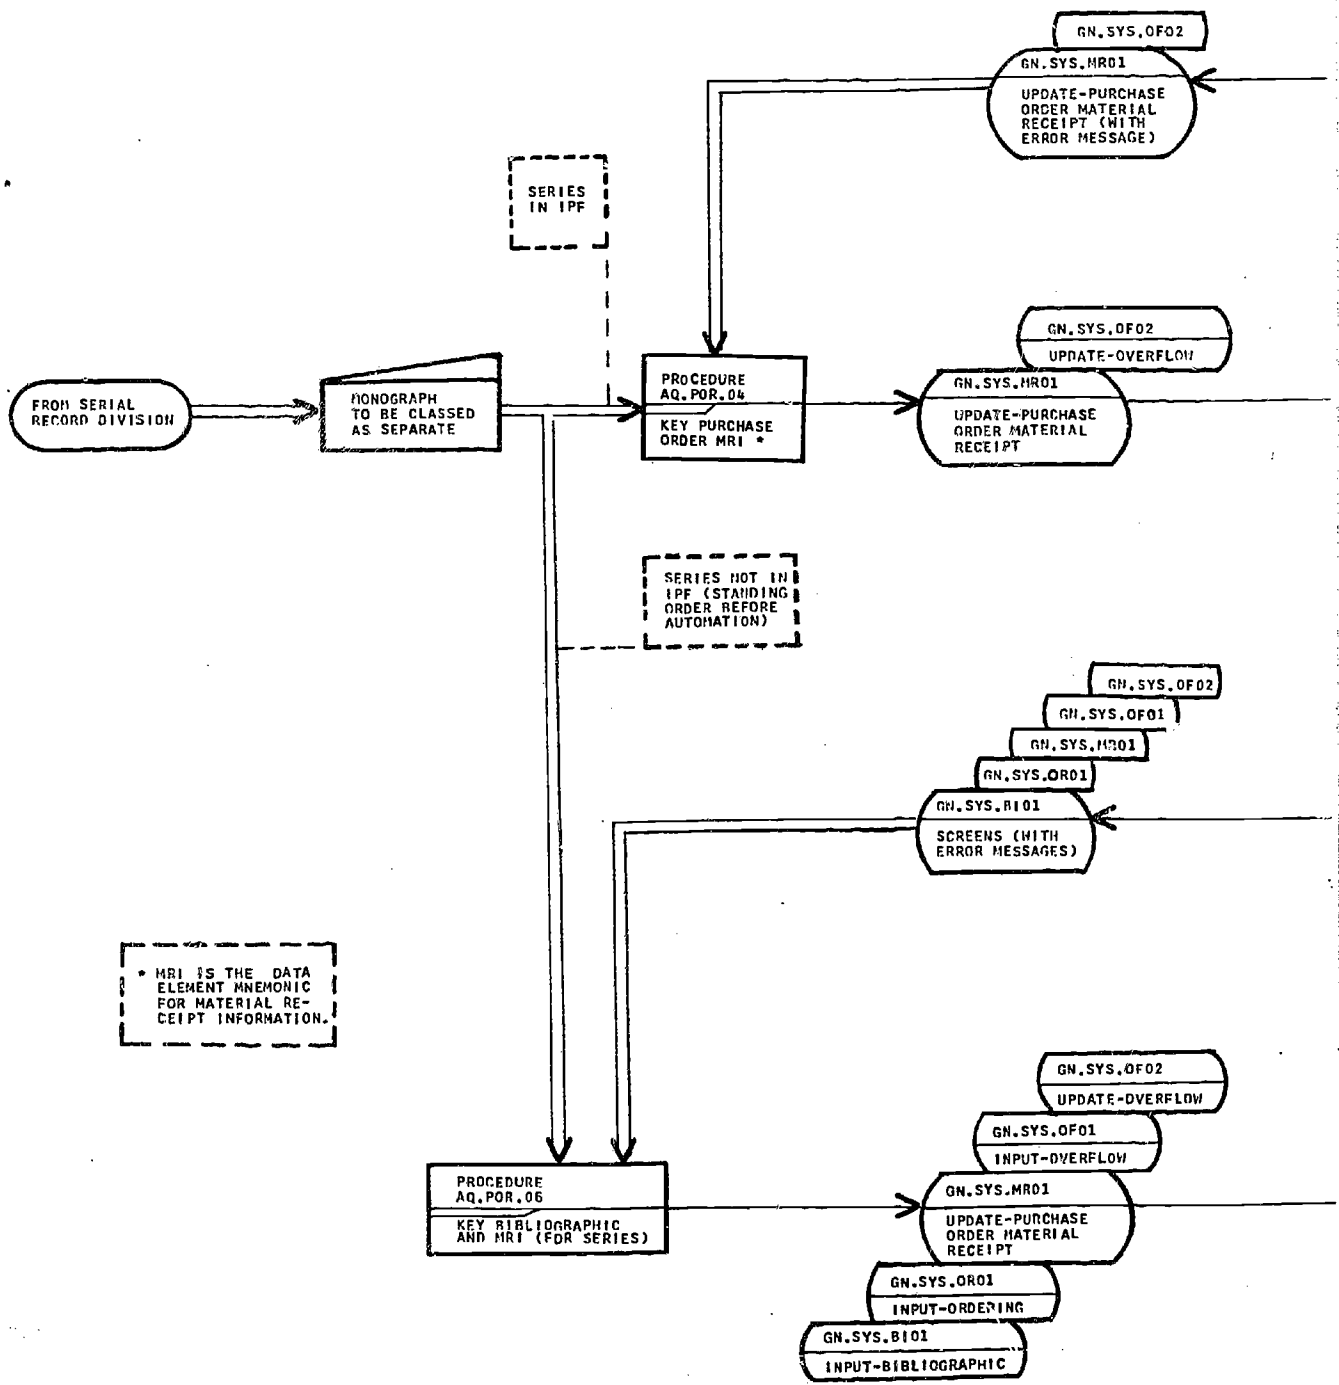 GN.SYS.OF02
GN.SYS.MR01
UPDATE-PURCHASE
ORDER MATERIAL
RECEIPT (WITH
ERROR MESSAGE)
SERIES
IN IPF
GN.SYS.OF02
UPDATE-OVERFLOW
FROM SERIAL
RECORD DIVISION
MONOGRAPH
TO BE CLASSED
AS SEPARATE
PROCEDURE
AQ.POR.04
KEY PURCHASE
ORDER MRI *
GN.SYS.MR01
UPDATE-PURCHASE
ORDER MATERIAL
RECEIPT
SERIES NOT IN
IPF (STANDING
ORDER BEFORE
AUTOMATION)
GN.SYS.OF02
GN.SYS.OF01
GN.SYS.MR01
GN.SYS.OR01
GN.SYS.BI01
SCREENS (WITH
ERROR MESSAGES)
* MRI IS THE DATA
ELEMENT MNEMONIC
FOR MATERIAL RE-
CEIPT INFORMATION.
GN.SYS.OF02
UPDATE-OVERFLOW
GN.SYS.OF01
INPUT-OVERFLOW
PROCEDURE
AQ.POR.06
KEY BIBLIOGRAPHIC
AND MRI (FOR SERIES)
GN.SYS.MR01
UPDATE-PURCHASE
ORDER MATERIAL
RECEIPT
GN.SYS.OR01
INPUT-ORDERING
GN.SYS.BI01
INPUT-BIBLIOGRAPHIC